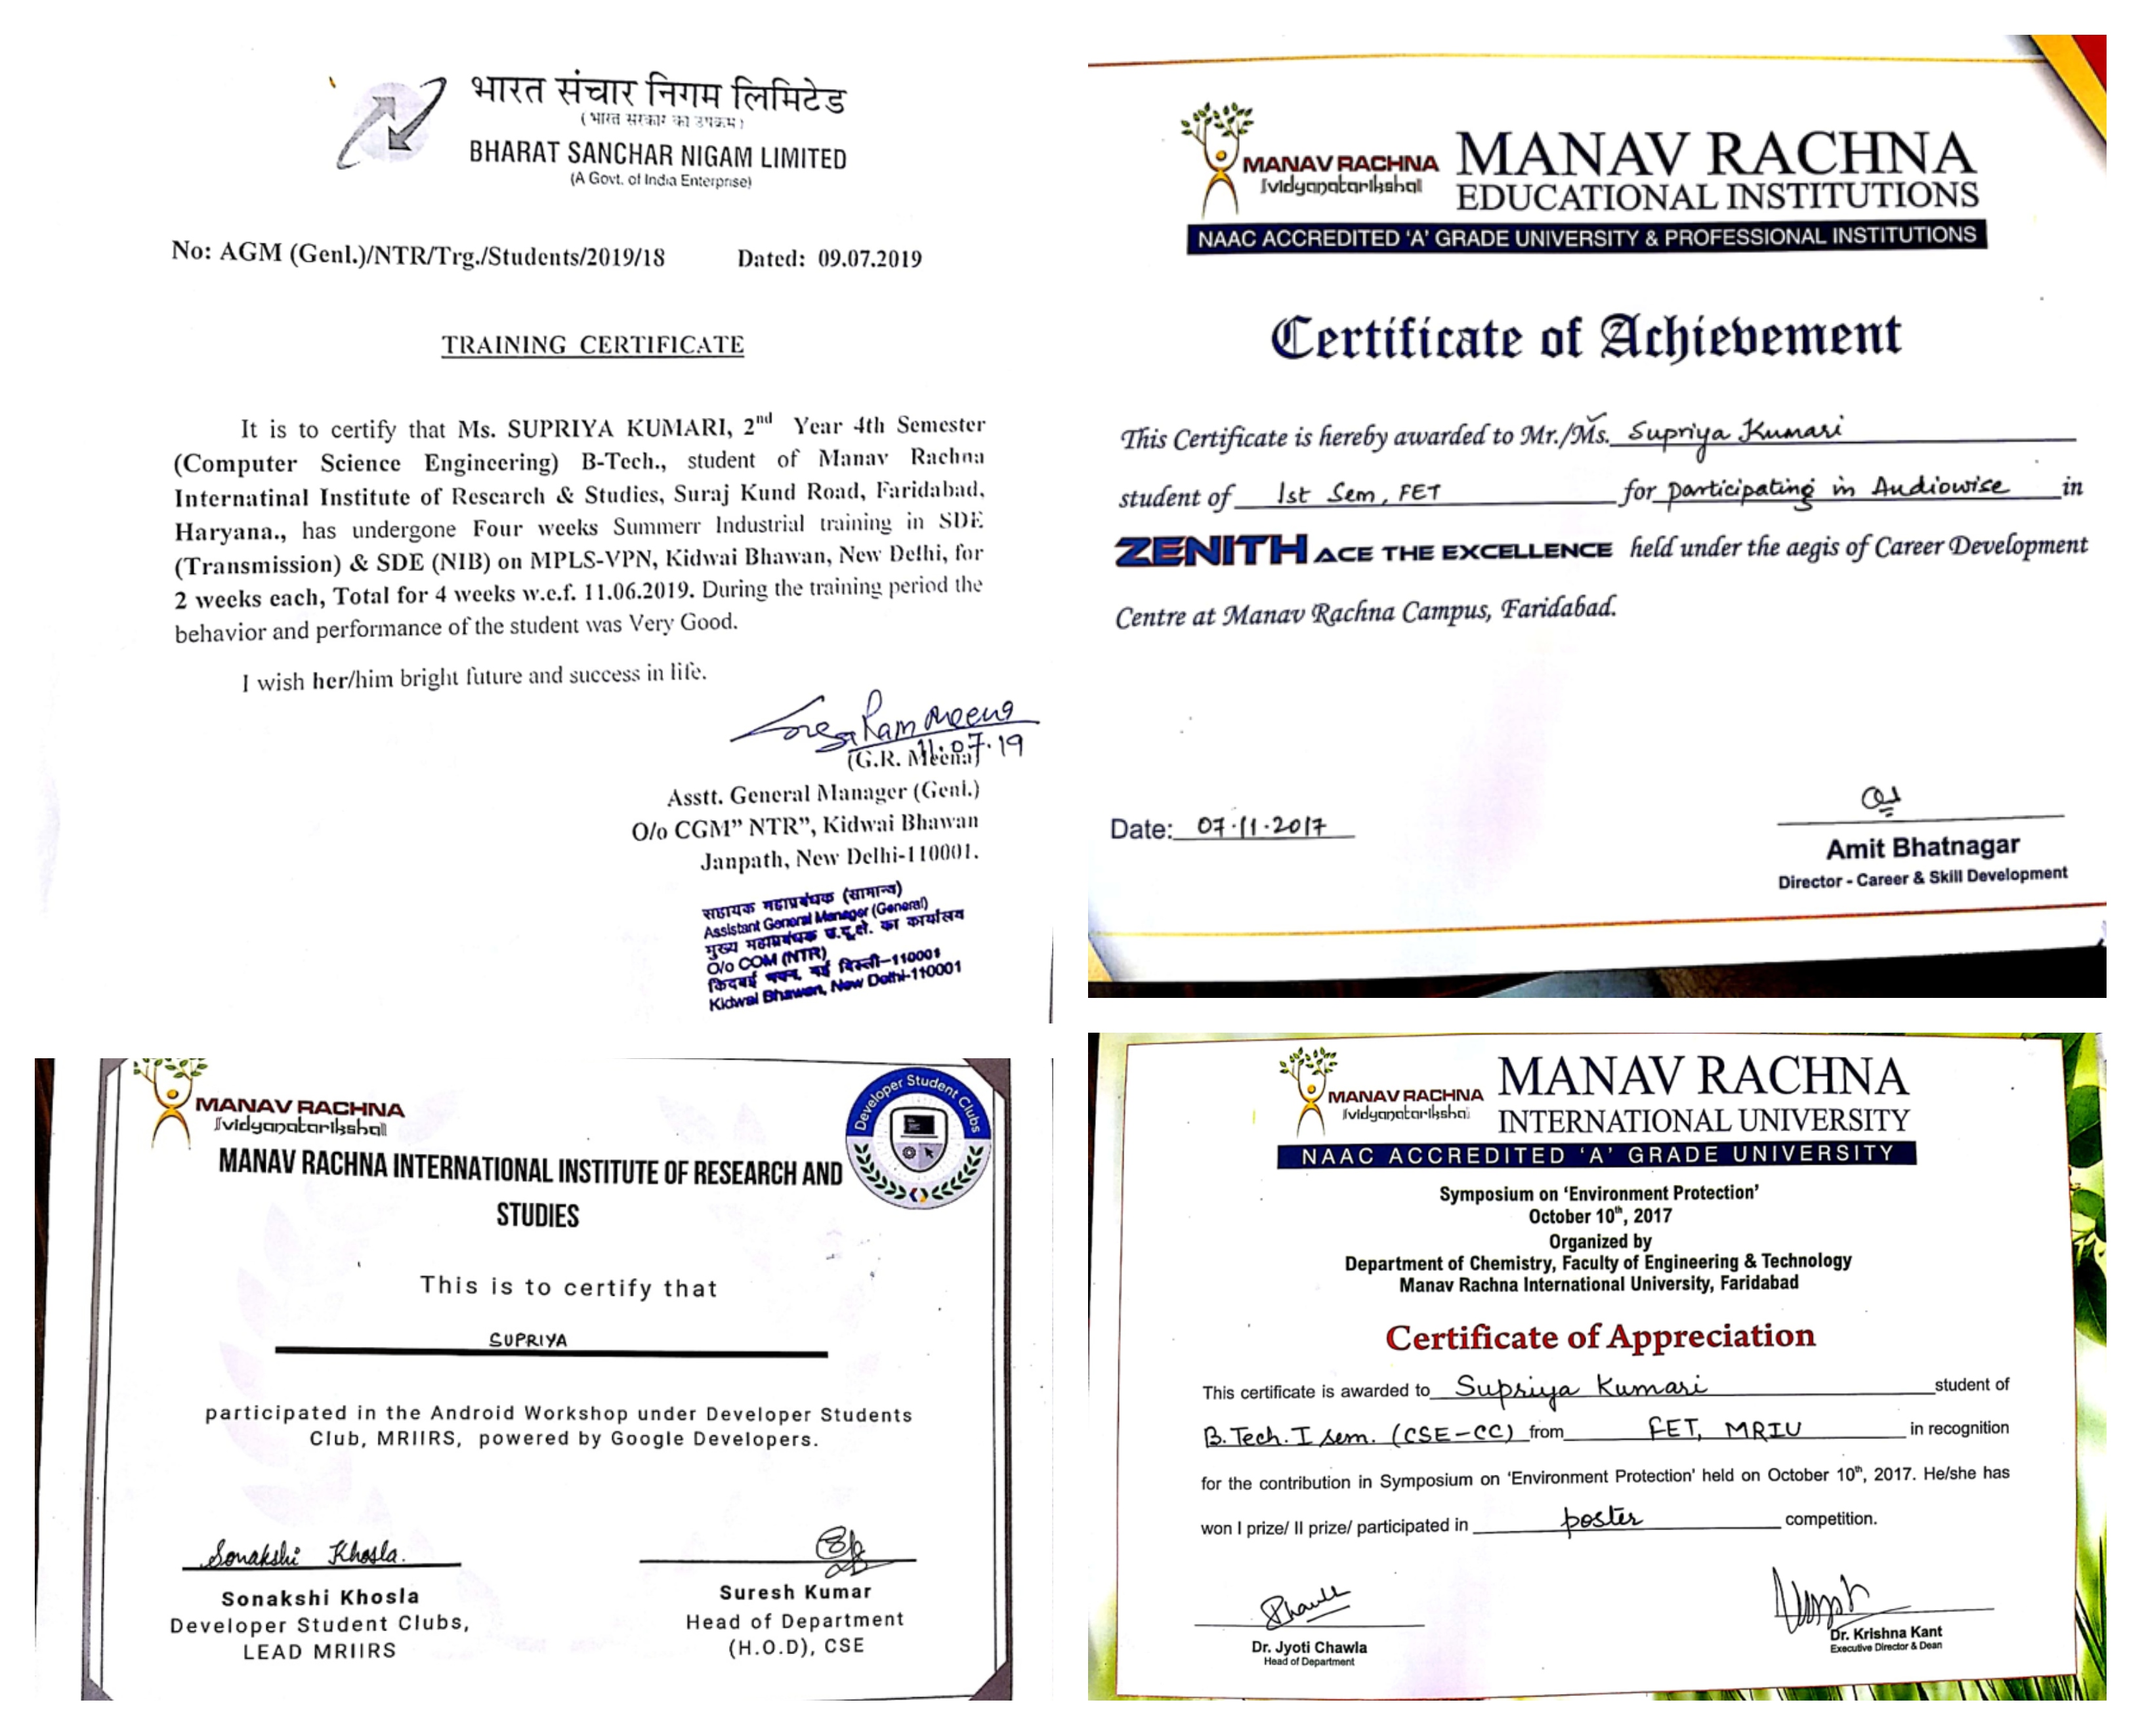 भारत संचार निगम लिमिटेड
( भारत सरकार का उपक्रम )
BHARAT SANCHAR NIGAM LIMITED
(A Govt. of India Enterprise)
No: AGM (Genl.)/NTR/Trg./Students/2019/18 Dated: 09.07.2019
TRAINING CERTIFICATE
It is to certify that Ms. SUPRIYA KUMARI, 2nd Year 4th Semester
(Computer Science Engineering) B-Tech., student of Manav Rachna
Internatinal Institute of Research & Studies, Suraj Kund Road, Faridabad,
Haryana., has undergone Four weeks Summerr Industrial training in SDE
(Transmission) & SDE (NIB) on MPLS-VPN, Kidwai Bhawan, New Delhi, for
2 weeks each, Total for 4 weeks w.e.f. 11.06.2019. During the training period the
behavior and performance of the student was Very Good.
I wish her/him bright future and success in life.
Ram Meena
11.07.19
(G.R. Meena)
Asstt. General Manager (Genl.)
O/o CGM” NTR”, Kidwai Bhawan
Janpath, New Delhi-110001.
सहायक महाप्रबंधक (सामान्य)
Assistant General Manager (General)
मुख्य महाप्रबंधक उ.दू.क्षे. का कार्यालय
O/o CGM (NTR)
किदवई भवन, नई दिल्ली-110001
Kidwai Bhawan, New Delhi-110001
MANAV RACHNA
vidyanatariksha
MANAV RACHNA
EDUCATIONAL INSTITUTIONS
NAAC ACCREDITED 'A' GRADE UNIVERSITY & PROFESSIONAL INSTITUTIONS
Certificate of Achievement
This Certificate is hereby awarded to Mr./Ms. Supriya Kumari
student of 1st Sem, FET for participating in Audiowise in
ZENITH ACE THE EXCELLENCE held under the aegis of Career Development
Centre at Manav Rachna Campus, Faridabad.
Date: 07.11.2017
Amit Bhatnagar
Director - Career & Skill Development
MANAV RACHNA
vidyanatariksha
Developer Student Clubs
MANAV RACHNA INTERNATIONAL INSTITUTE OF RESEARCH AND
STUDIES
This is to certify that
SUPRIYA
participated in the Android Workshop under Developer Students
Club, MRIIRS, powered by Google Developers.
Sonakshi Khosla.
Sonakshi Khosla
Developer Student Clubs,
LEAD MRIIRS
Suresh Kumar
Head of Department
(H.O.D), CSE
MANAV RACHNA
vidyanatariksha
MANAV RACHNA
INTERNATIONAL UNIVERSITY
NAAC ACCREDITED 'A' GRADE UNIVERSITY
Symposium on ‘Environment Protection’
October 10th, 2017
Organized by
Department of Chemistry, Faculty of Engineering & Technology
Manav Rachna International University, Faridabad
Certificate of Appreciation
This certificate is awarded to Supriya Kumari student of
B.Tech. I sem. (CSE-CC) from FET, MRIU in recognition
for the contribution in Symposium on 'Environment Protection' held on October 10th, 2017. He/she has
won I prize/ II prize/ participated in poster competition.
Dr. Jyoti Chawla
Head of Department
Dr. Krishna Kant
Executive Director & Dean